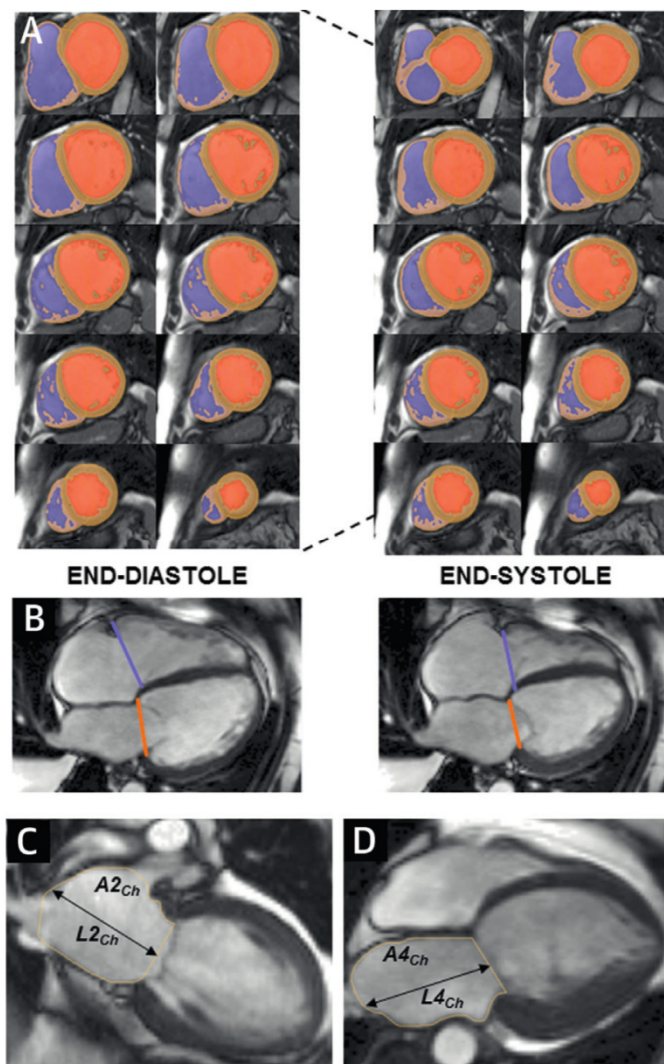 A
END-DIASTOLE
END-SYSTOLE
B
C
A2Ch
L2Ch
D
A4Ch
L4Ch